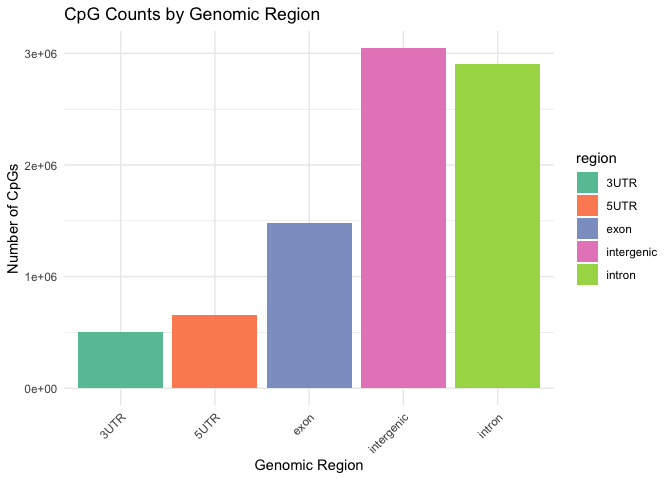 CpG Counts by Genomic Region
3e+06
2e+06
1e+06
0e+00
Number of CpGs
3UTR
5UTR
exon
intergenic
intron
Genomic Region
region
3UTR
5UTR
exon
intergenic
intron